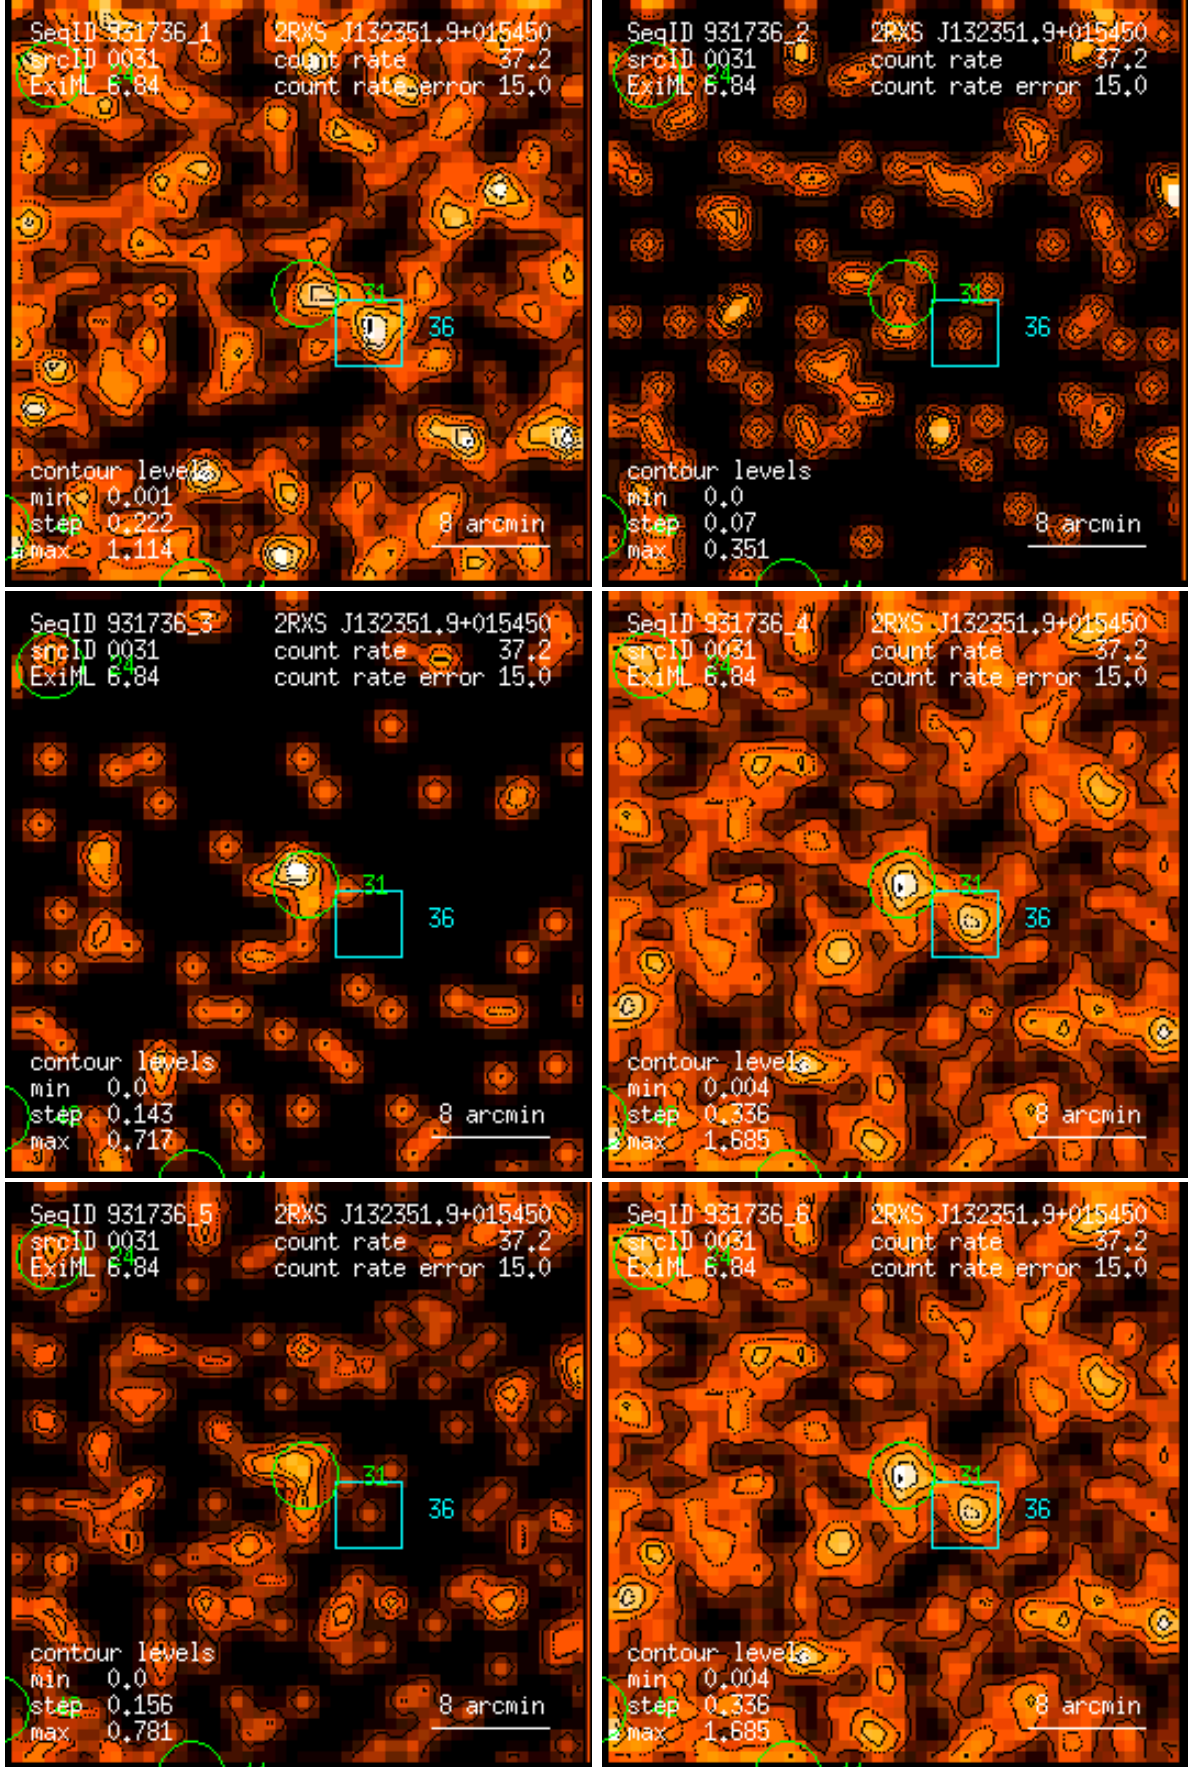 SeqID 931736_1 2RXS J132351.9+015450
srcID 0031 count rate 37.2
24
ExiML 6.84 count rate error 15.0
31
36
contour levels
min 0.001
step 0.222
max 1.114
8 arcmin
SeqID 931736_2 2RXS J132351.9+015450
srcID 0031 count rate 37.2
24
ExiML 6.84 count rate error 15.0
31
36
contour levels
min 0.0
step 0.07
max 0.351
8 arcmin
SeqID 931736_3 2RXS J132351.9+015450
srcID 0031 count rate 37.2
24
ExiML 6.84 count rate error 15.0
31
36
contour levels
min 0.0
step 0.143
max 0.717
8 arcmin
SeqID 931736_4 2RXS J132351.9+015450
srcID 0031 count rate 37.2
24
ExiML 6.84 count rate error 15.0
31
36
contour levels
min 0.004
step 0.336
max 1.685
8 arcmin
SeqID 931736_5 2RXS J132351.9+015450
srcID 0031 count rate 37.2
24
ExiML 6.84 count rate error 15.0
31
36
contour levels
min 0.0
step 0.156
max 0.781
8 arcmin
SeqID 931736_6 2RXS J132351.9+015450
srcID 0031 count rate 37.2
24
ExiML 6.84 count rate error 15.0
31
36
contour levels
min 0.004
step 0.336
max 1.685
8 arcmin